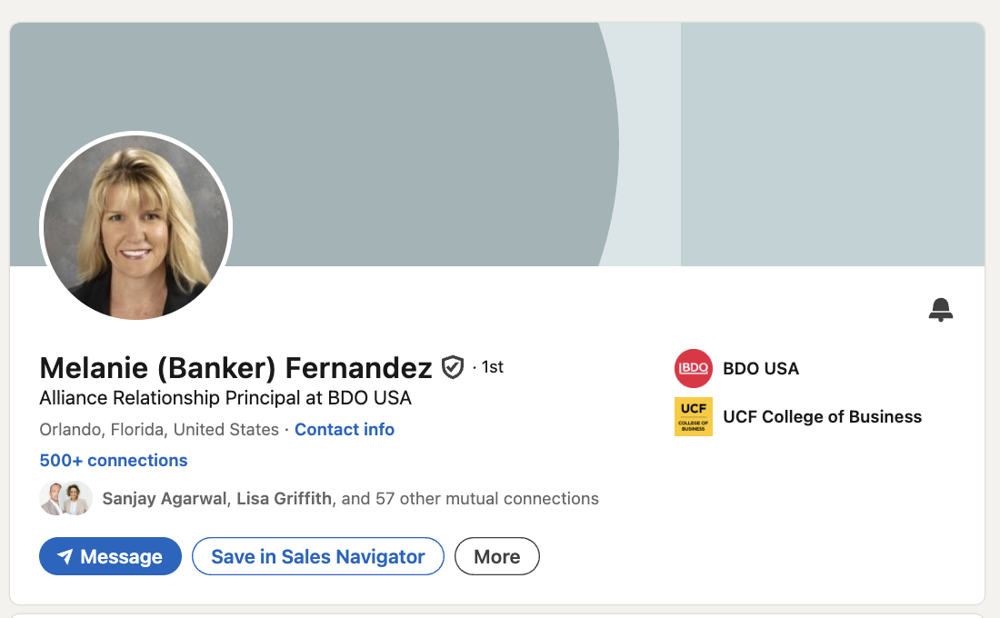 Melanie (Banker) Fernandez · 1st
Alliance Relationship Principal at BDO USA
Orlando, Florida, United States · Contact info
500+ connections
Sanjay Agarwal, Lisa Griffith, and 57 other mutual connections
Message
Save in Sales Navigator
More
BDO
BDO USA
UCF
COLLEGE OF
BUSINESS
UCF College of Business